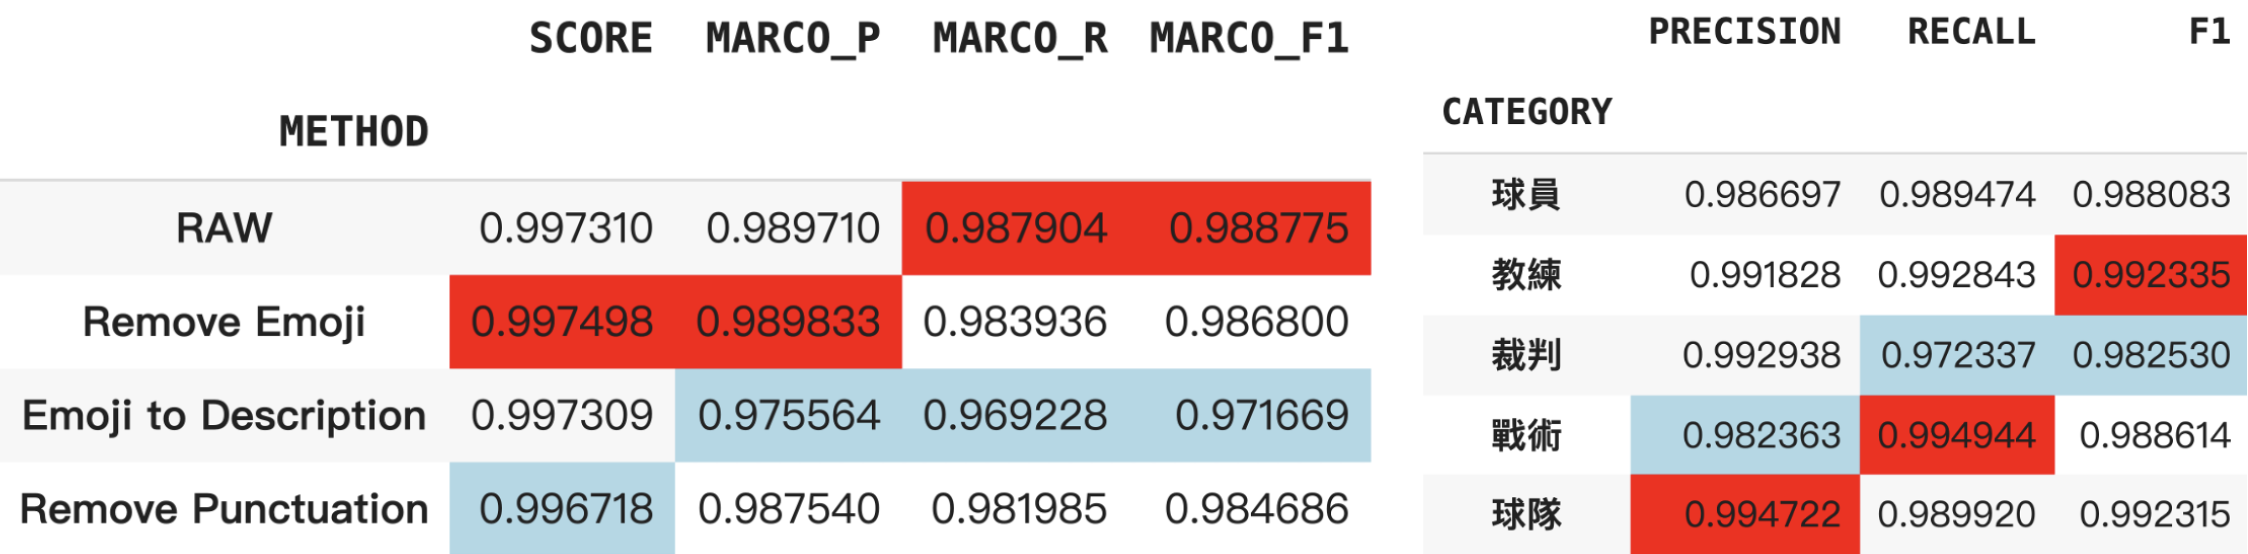 SCORE MARCO_P MARCO_R MARCO_F1
METHOD
RAW 0.997310 0.989710 0.987904 0.988775
Remove Emoji 0.997498 0.989833 0.983936 0.986800
Emoji to Description 0.997309 0.975564 0.969228 0.971669
Remove Punctuation 0.996718 0.987540 0.981985 0.984686
PRECISION RECALL F1
CATEGORY
球員 0.986697 0.989474 0.988083
教練 0.991828 0.992843 0.992335
裁判 0.992938 0.972337 0.982530
戰術 0.982363 0.994944 0.988614
球隊 0.994722 0.989920 0.992315